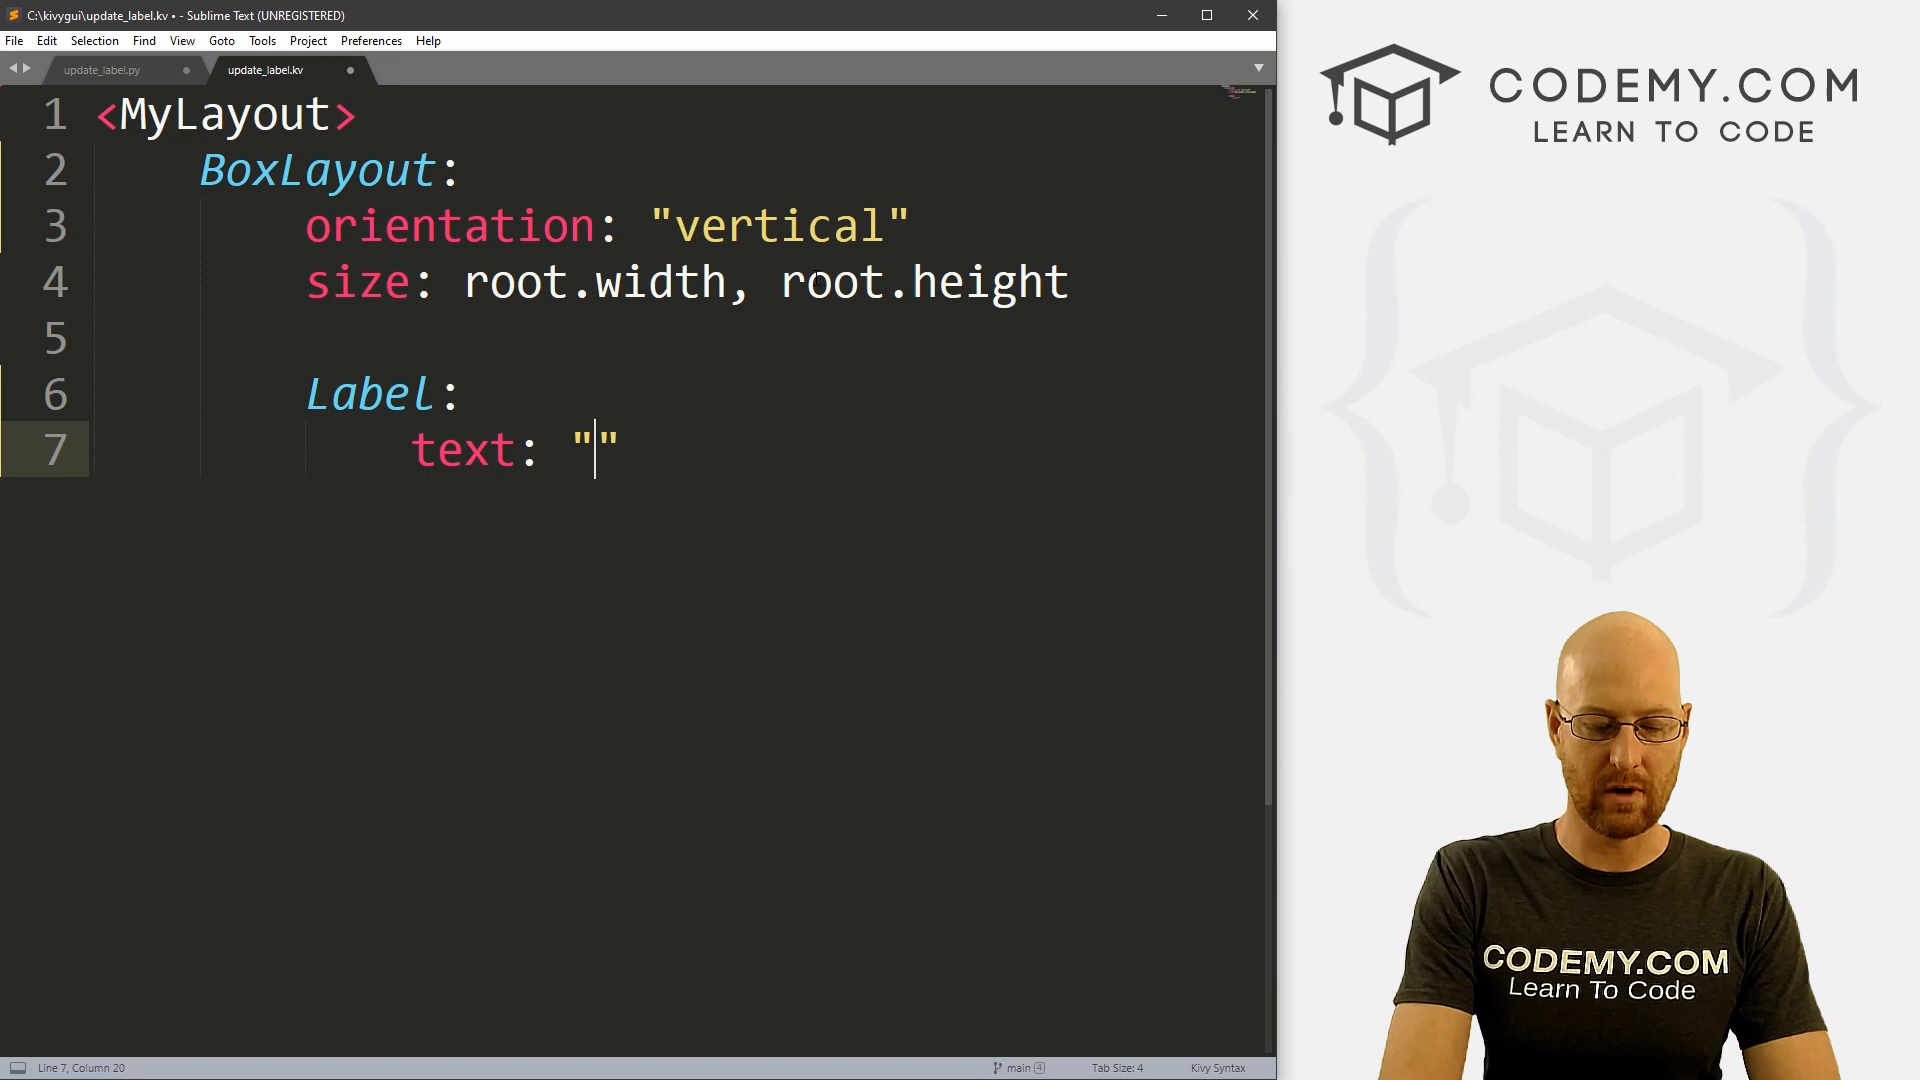 C:\kivygui\update_label.kv • - Sublime Text (UNREGISTERED)
File Edit Selection Find View Goto Tools Project Preferences Help
update_label.py update_label.kv
1 <MyLayout>
2 BoxLayout:
3 orientation: "vertical"
4 size: root.width, root.height
5
6 Label:
7 text: ""
Line 7, Column 20 main 4 Tab Size: 4 Kivy Syntax
CODEMY.COM
LEARN TO CODE
CODEMY.COM
Learn To Code